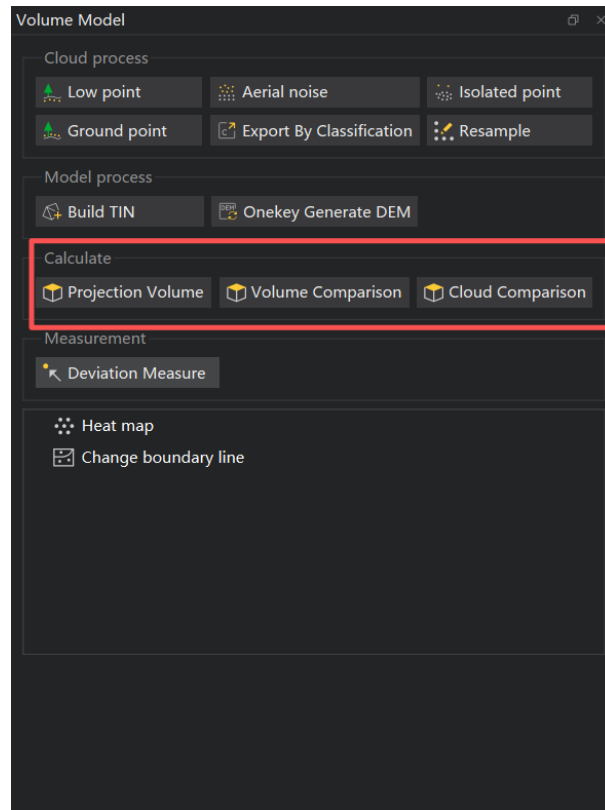 Volume Model
Cloud process
Low point Aerial noise Isolated point
Ground point Export By Classification Resample
Model process
Build TIN Onekey Generate DEM
Calculate
Projection Volume Volume Comparison Cloud Comparison
Measurement
Deviation Measure
Heat map
Change boundary line